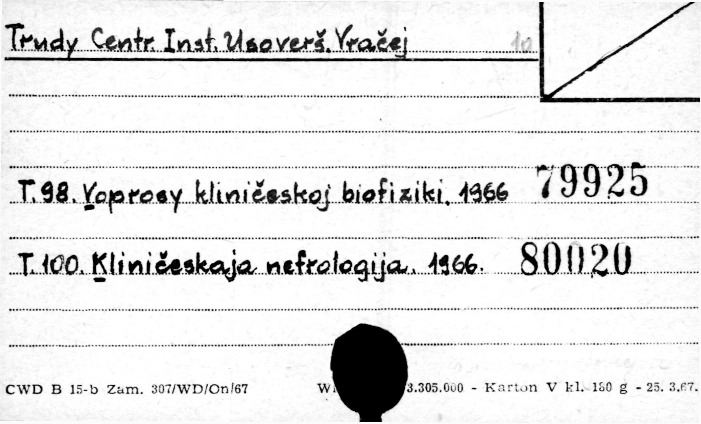 Trudy Centr. Inst. Usoverš. Vračej 10
T. 98. Voprosy kliničeskoj biofiziki. 1966 79925
T. 100. Kliničeskaja nefrologija. 1966. 80020
CWD B 15-b Zam. 307/WD/On/67 3.305.000 - Karton V kl. 180 g - 25. 3.67.